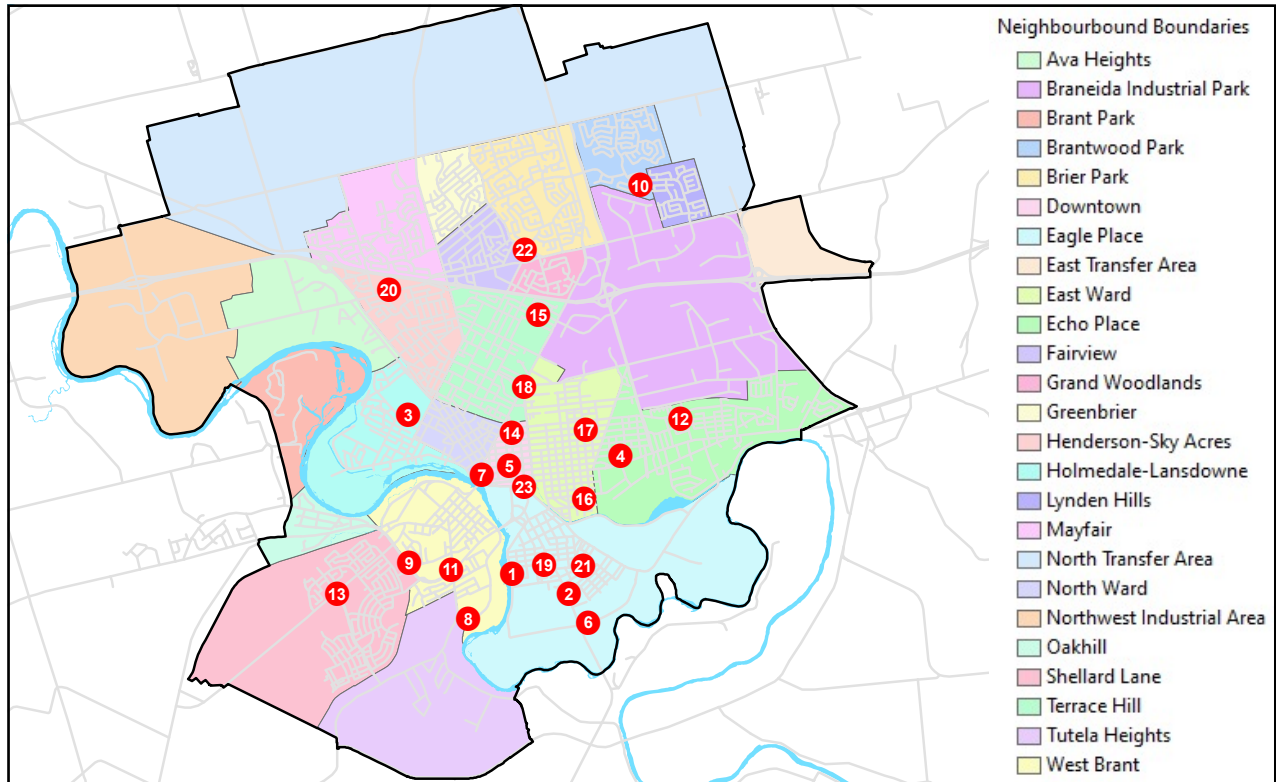 Neighbourbound Boundaries
Ava Heights
Braneida Industrial Park
Brant Park
Brantwood Park
Brier Park
Downtown
Eagle Place
East Transfer Area
East Ward
Echo Place
Fairview
Grand Woodlands
Greenbrier
Henderson-Sky Acres
Holmedale-Lansdowne
Lynden Hills
Mayfair
North Transfer Area
North Ward
Northwest Industrial Area
Oakhill
Shellard Lane
Terrace Hill
Tutela Heights
West Brant
10
22
20
15
18
3
12
17
14
4
5
7
23
16
9
19
21
11
1
13
2
8
6